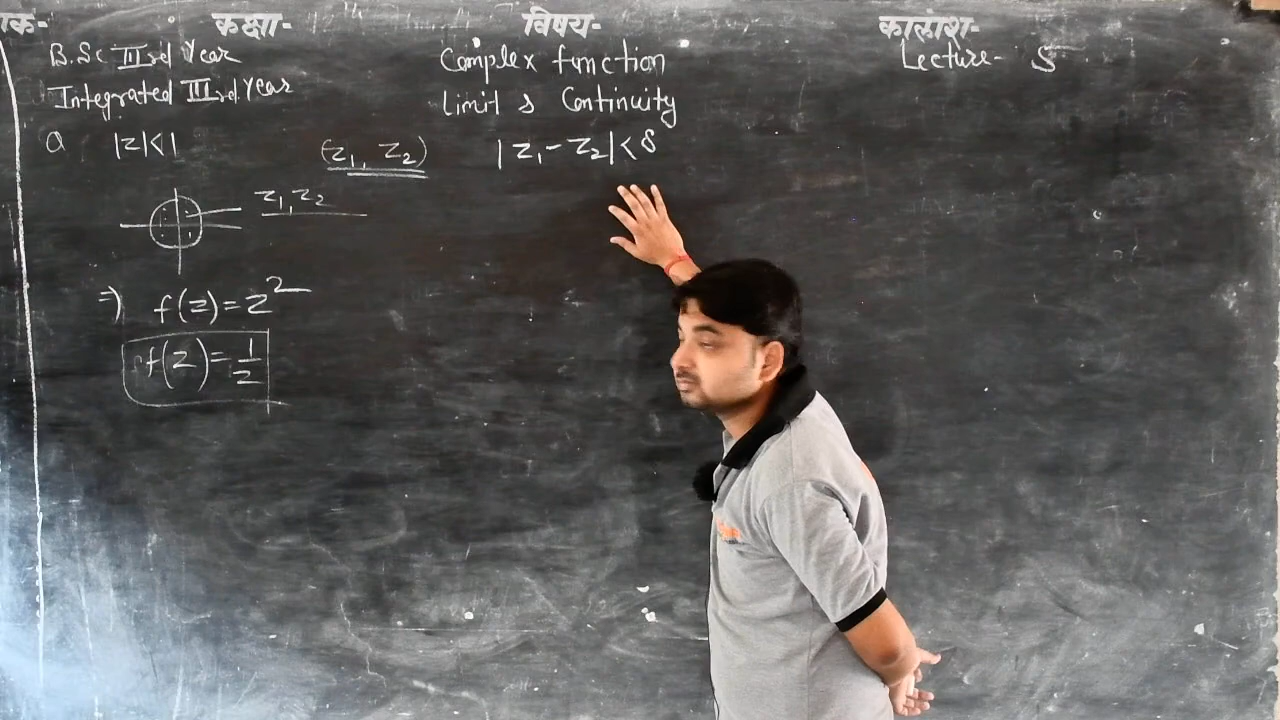 क- कक्षा- विषय- कालांश-
B.Sc IIIrd Year Complex function Lecture- 5
Integrated IIIrd Year Limit & Continuity
Q |z|<1 (z₁, z₂) |z₁-z₂|<δ
z₁, z₂
⇒) f(z)=z²
f(z)=1/z